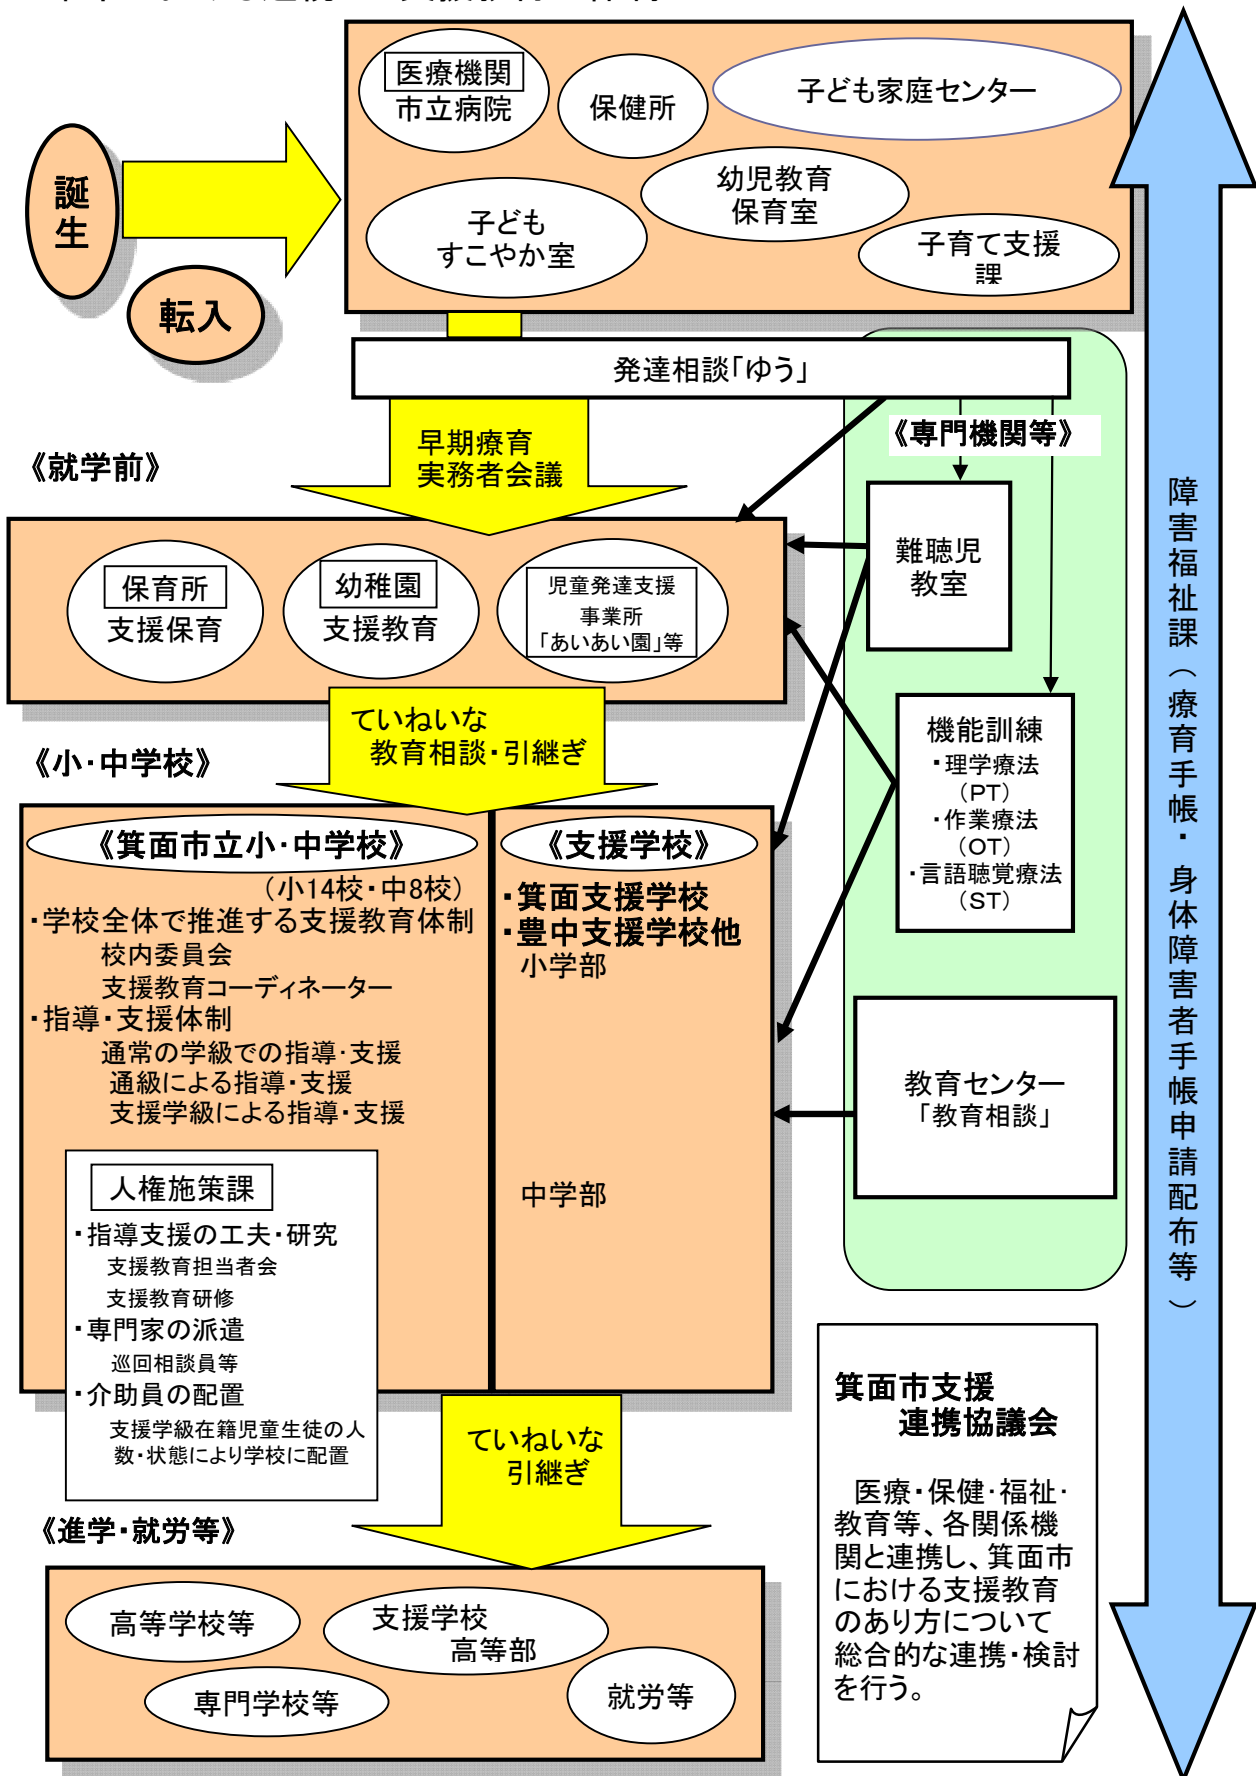 医療機関
市立病院
保健所
子ども家庭センター
幼児教育
保育室
子ども
すこやか室
子育て支援
課
誕
生
転入
発達相談「ゆう」
早期療育
実務者会議
《専門機関等》
《就学前》
保育所
支援保育
幼稚園
支援教育
児童発達支援
事業所
「あいあい園」等
難聴児
教室
機能訓練
・理学療法
(PT)
・作業療法
(OT)
・言語聴覚療法
(ST)
ていねいな
教育相談・引継ぎ
《小・中学校》
《箕面市立小・中学校》
(小14校・中8校)
・学校全体で推進する支援教育体制
校内委員会
支援教育コーディネーター
・指導・支援体制
通常の学級での指導・支援
通級による指導・支援
支援学級による指導・支援
人権施策課
・指導支援の工夫・研究
支援教育担当者会
支援教育研修
・専門家の派遣
巡回相談員等
・介助員の配置
支援学級在籍児童生徒の人
数・状態により学校に配置
《支援学校》
・箕面支援学校
・豊中支援学校他
小学部
中学部
教育センター
「教育相談」
障害福祉課(療育手帳・身体障害者手帳申請配布等)
ていねいな
引継ぎ
《進学・就労等》
高等学校等
支援学校
高等部
専門学校等
就労等
箕面市支援
連携協議会
医療・保健・福祉・
教育等、各関係機
関と連携し、箕面市
における支援教育
のあり方について
総合的な連携・検討
を行う。